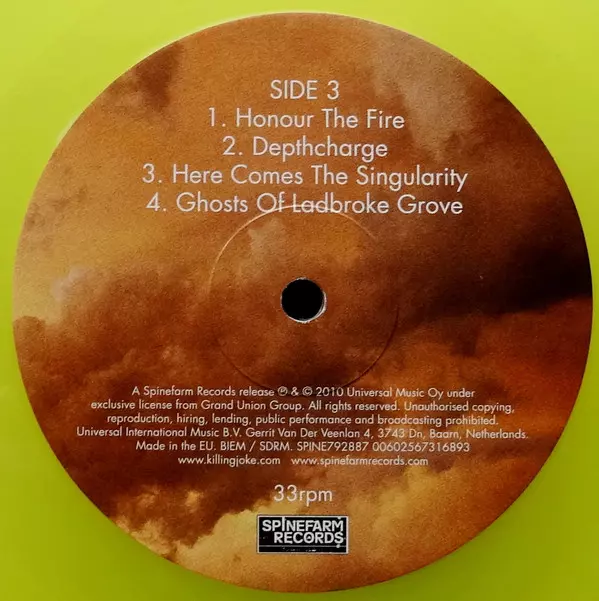 SIDE 3
1. Honour The Fire
2. Depthcharge
3. Here Comes The Singularity
4. Ghosts Of Ladbroke Grove
A Spinefarm Records release ℗ & © 2010 Universal Music Oy under
exclusive license from Grand Union Group. All rights reserved. Unauthorised copying,
reproduction, hiring, lending, public performance and broadcasting prohibited.
Universal International Music B.V. Gerrit Van Der Veenlan 4, 3743 Dn, Baarn, Netherlands.
Made in the EU. BIEM / SDRM. SPINE792887 00602567316893
www.killingjoke.com www.spinefarmrecords.com
33rpm
SPINEFARM
RECORDS